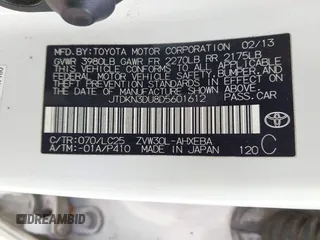 MFD.BY:TOYOTA MOTOR CORPORATION 02/13
GVWR 3980LB GAWR FR 2270LB RR 2175LB
THIS VEHICLE CONFORMS TO ALL APPLICABLE
FEDERAL MOTOR VEHICLE SAFETY, BUMPER, AND
THEFT PREVENTION STANDARDS IN EFFECT ON
THE DATE OF MANUFACTURE SHOWN ABOVE.
JTDKN3DU8D5601612
PASS. CAR
C/TR:070/LC25 ZVW30L-AHXEBA
A/TM:-01A/P410 MADE IN JAPAN 120 C
DREAMBID